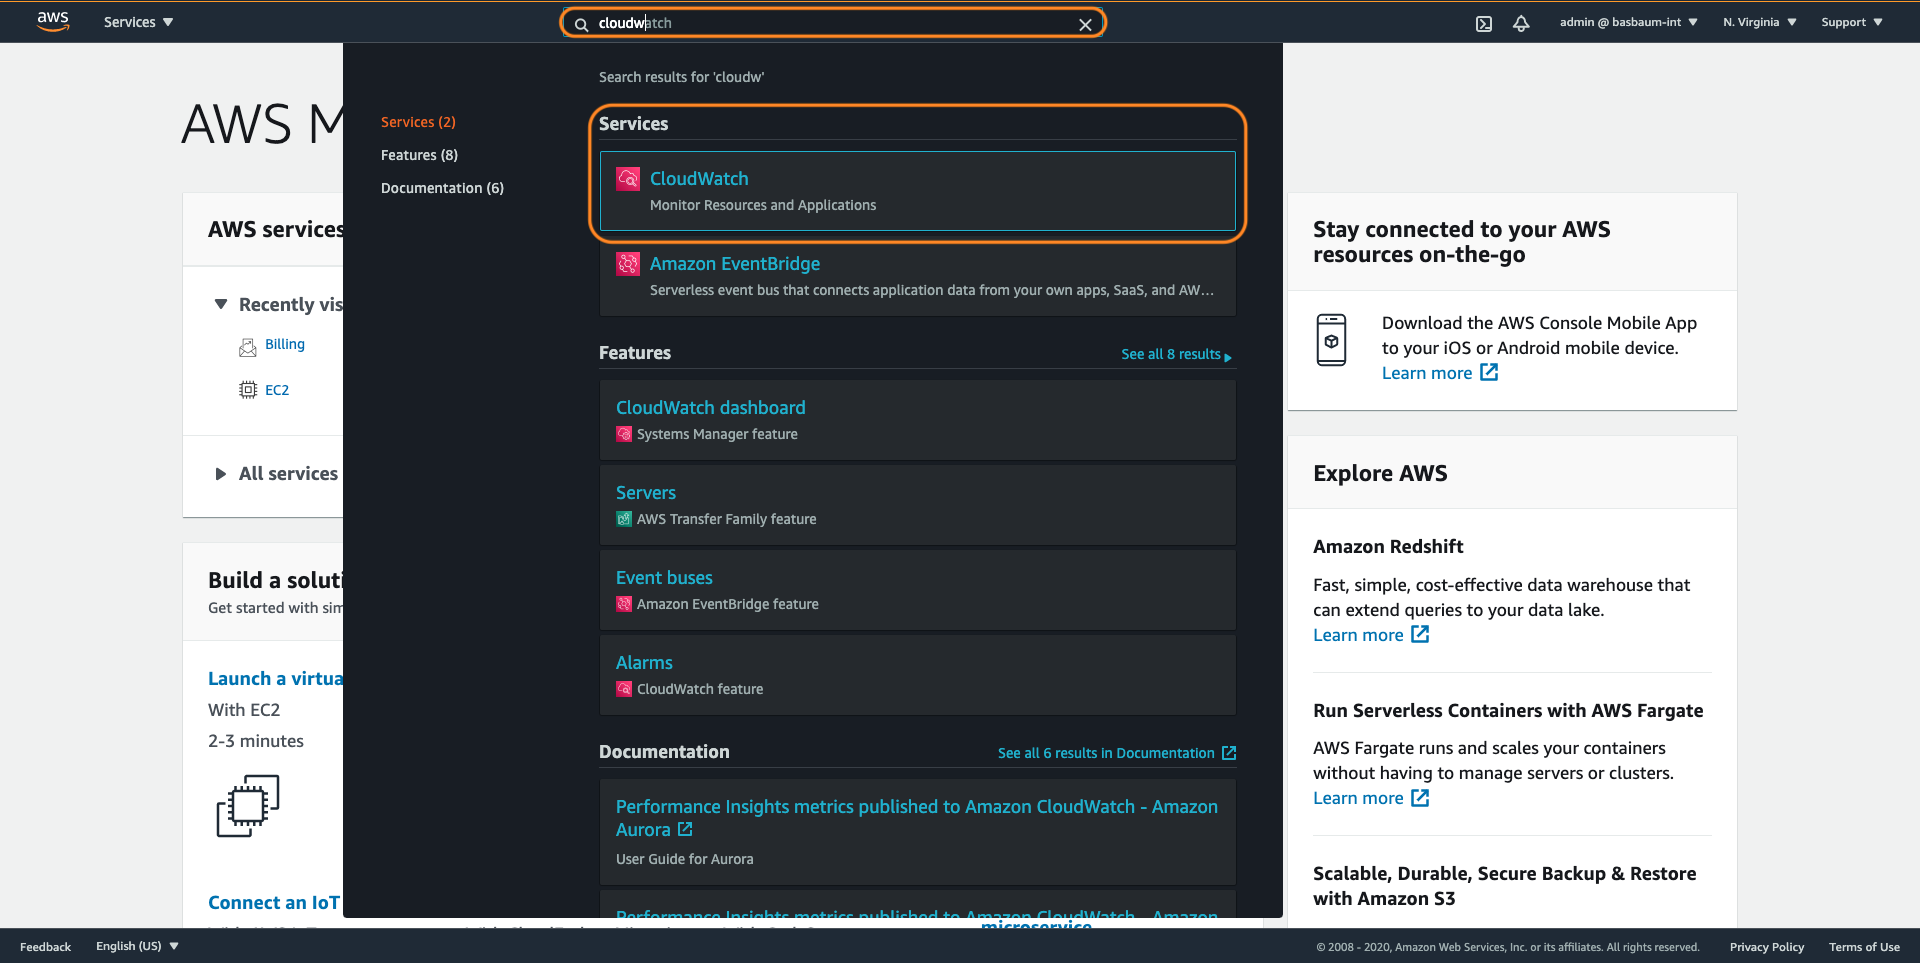 aws
Services
cloudwatch
admin @ basbaum-int
N. Virginia
Support
Search results for 'cloudw'
Services (2)
Features (8)
Documentation (6)
Services
CloudWatch
Monitor Resources and Applications
Amazon EventBridge
Serverless event bus that connects application data from your own apps, SaaS, and AW...
Features
See all 8 results
CloudWatch dashboard
Systems Manager feature
Servers
AWS Transfer Family feature
Event buses
Amazon EventBridge feature
Alarms
CloudWatch feature
Documentation
See all 6 results in Documentation
Performance Insights metrics published to Amazon CloudWatch - Amazon
Aurora
User Guide for Aurora
Performance Insights metrics published to Amazon CloudWatch - Amazon
AWS M
AWS services
Recently vis
Billing
EC2
All services
Build a soluti
Get started with sim
Launch a virtua
With EC2
2-3 minutes
Connect an IoT
microservice
Stay connected to your AWS
resources on-the-go
Download the AWS Console Mobile App
to your iOS or Android mobile device.
Learn more
Explore AWS
Amazon Redshift
Fast, simple, cost-effective data warehouse that
can extend queries to your data lake.
Learn more
Run Serverless Containers with AWS Fargate
AWS Fargate runs and scales your containers
without having to manage servers or clusters.
Learn more
Scalable, Durable, Secure Backup & Restore
with Amazon S3
Feedback
English (US)
© 2008 - 2020, Amazon Web Services, Inc. or its affiliates. All rights reserved.
Privacy Policy
Terms of Use